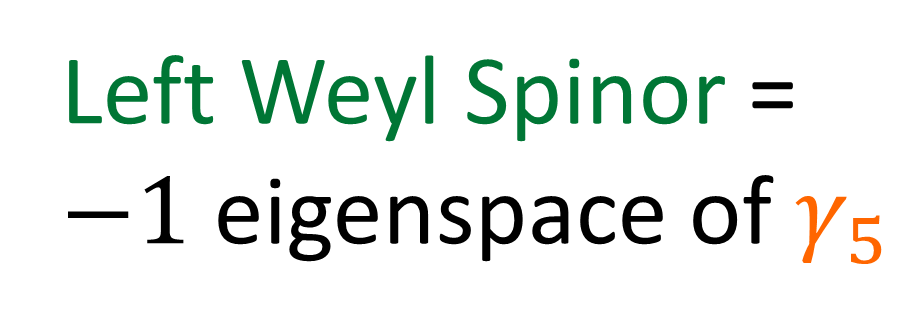 Left Weyl Spinor =
−1 eigenspace of γ₅